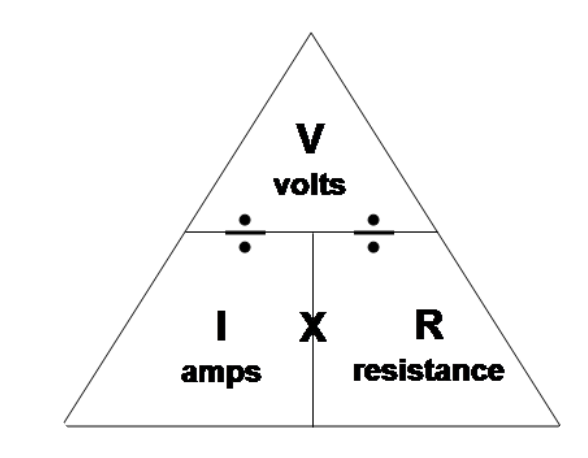 V
volts
÷ ÷
I X R
amps resistance